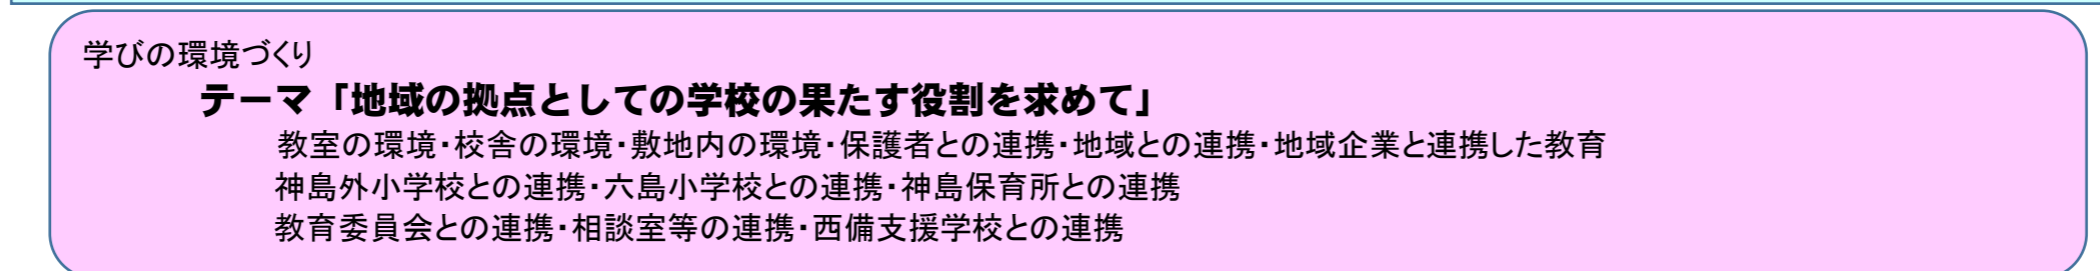 学びの環境づくり
テーマ「地域の拠点としての学校の果たす役割を求めて」
教室の環境・校舎の環境・敷地内の環境・保護者との連携・地域との連携・地域企業と連携した教育
神島外小学校との連携・六島小学校との連携・神島保育所との連携
教育委員会との連携・相談室等の連携・西備支援学校との連携